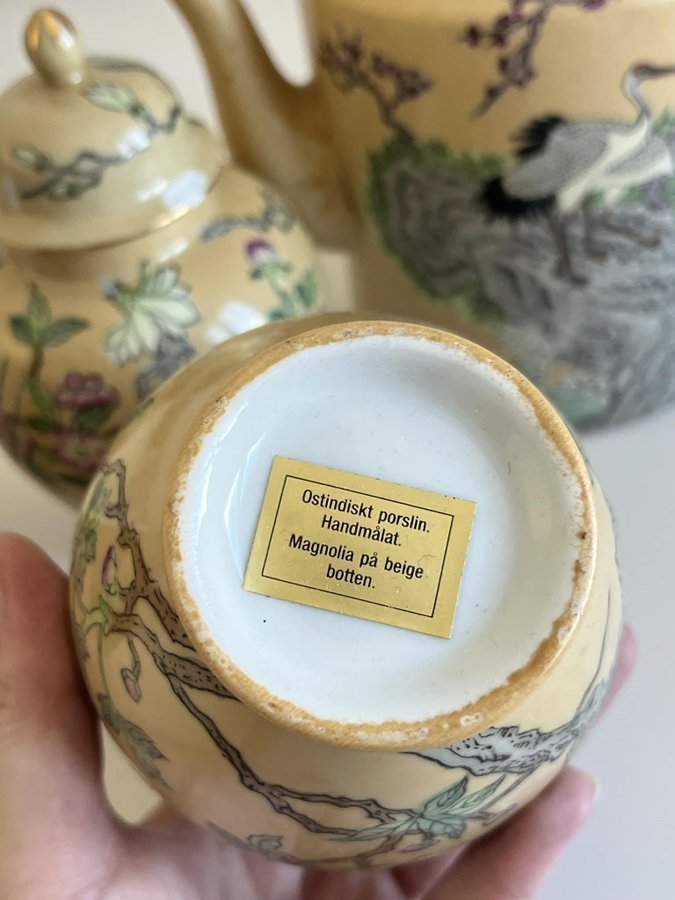 Ostindiskt porslin.
Handmålat.
Magnolia på beige
botten.